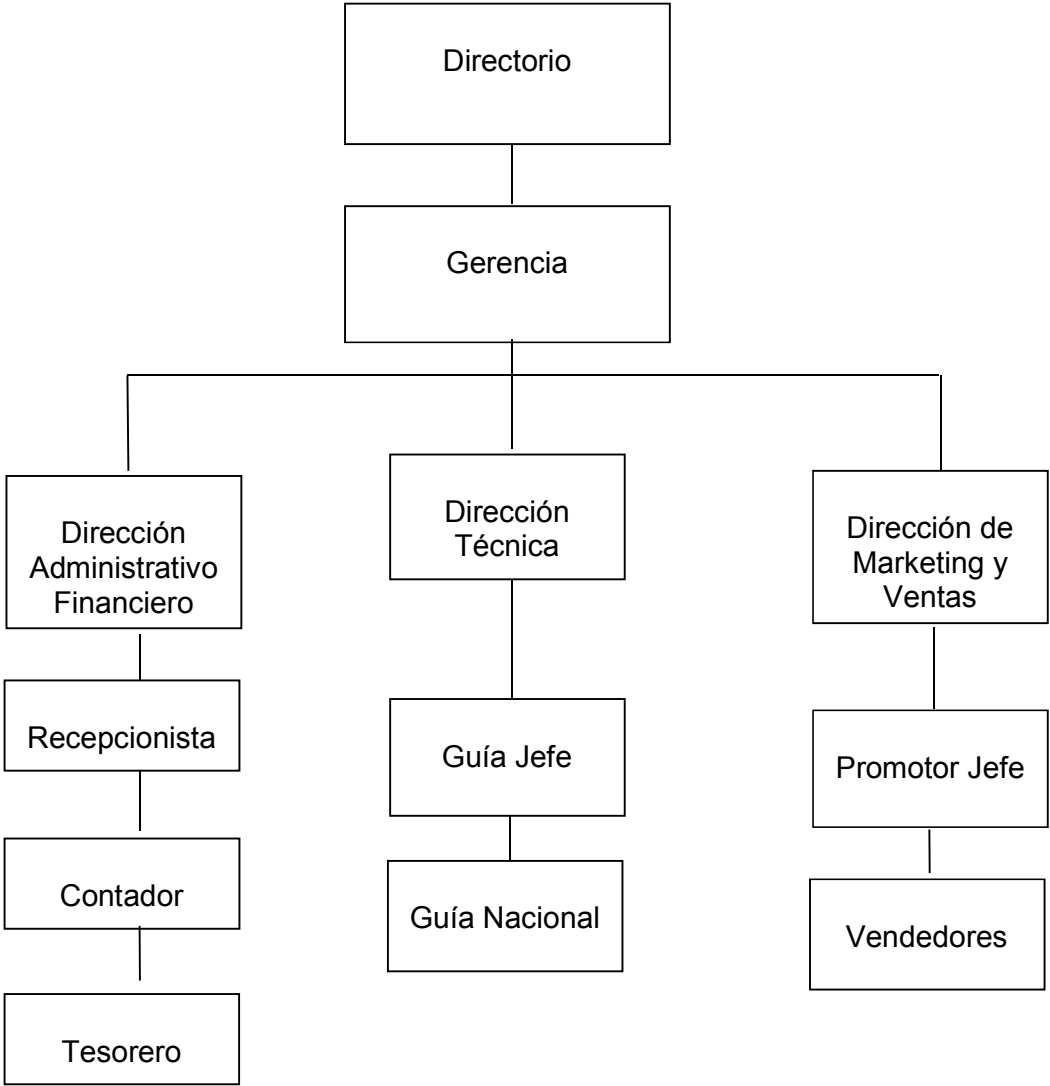 Directorio
Gerencia
Dirección
Administrativo
Financiero
Dirección
Técnica
Dirección de
Marketing y
Ventas
Recepcionista
Guía Jefe
Promotor Jefe
Contador
Guía Nacional
Vendedores
Tesorero